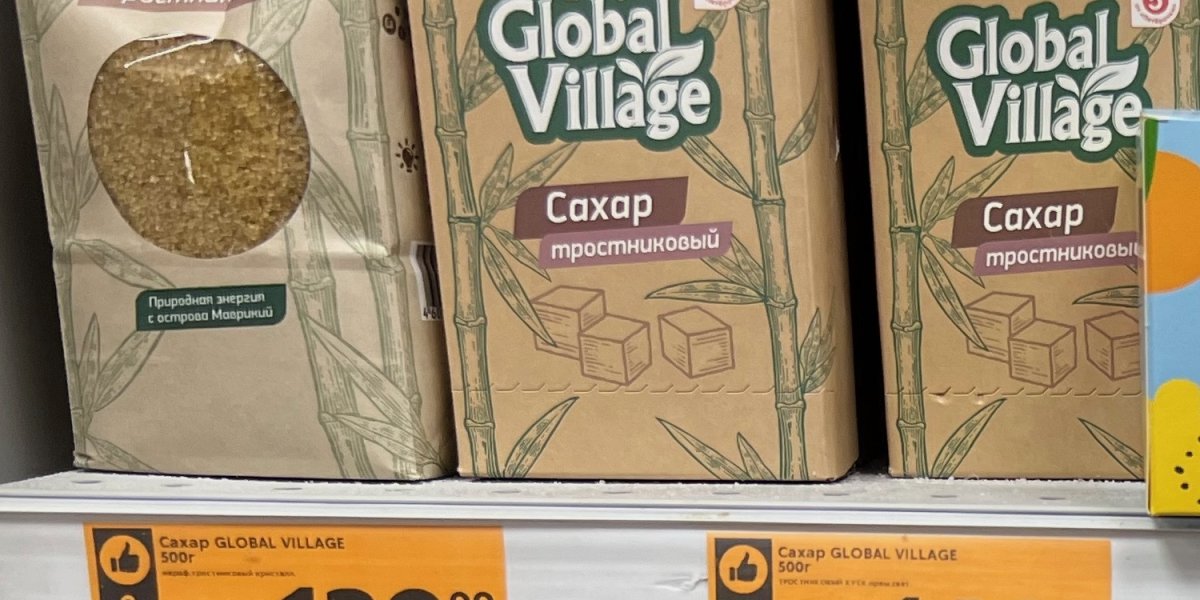 Природная энергия
с острова Маврикий
Global
Village
Сахар
тростниковый
Global
Village
Сахар
тростниковый
5
Сахар GLOBAL VILLAGE
500г
Сахар GLOBAL VILLAGE
500г